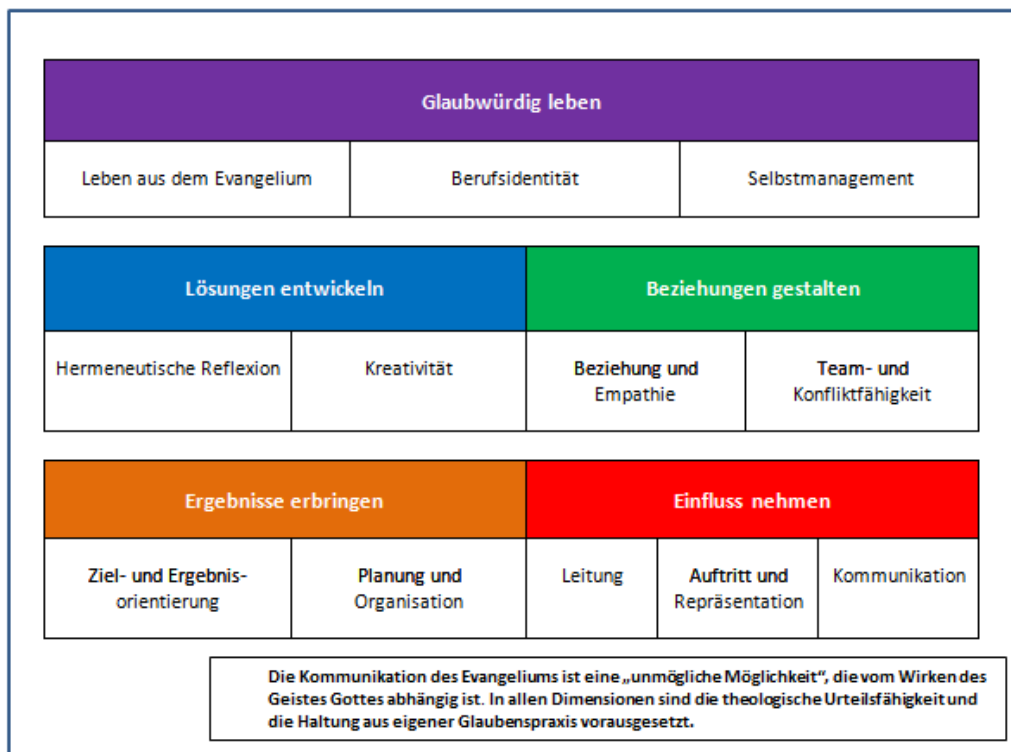 Glaubwürdig leben
Leben aus dem Evangelium
Berufsidentität
Selbstmanagement
Lösungen entwickeln
Beziehungen gestalten
Hermeneutische Reflexion
Kreativität
Beziehung und
Empathie
Team- und
Konfliktfähigkeit
Ergebnisse erbringen
Einfluss nehmen
Ziel- und Ergebnis-
orientierung
Planung und
Organisation
Leitung
Auftritt und
Repräsentation
Kommunikation
Die Kommunikation des Evangeliums ist eine „unmögliche Möglichkeit“, die vom Wirken des
Geistes Gottes abhängig ist. In allen Dimensionen sind die theologische Urteilsfähigkeit und
die Haltung aus eigener Glaubenspraxis vorausgesetzt.